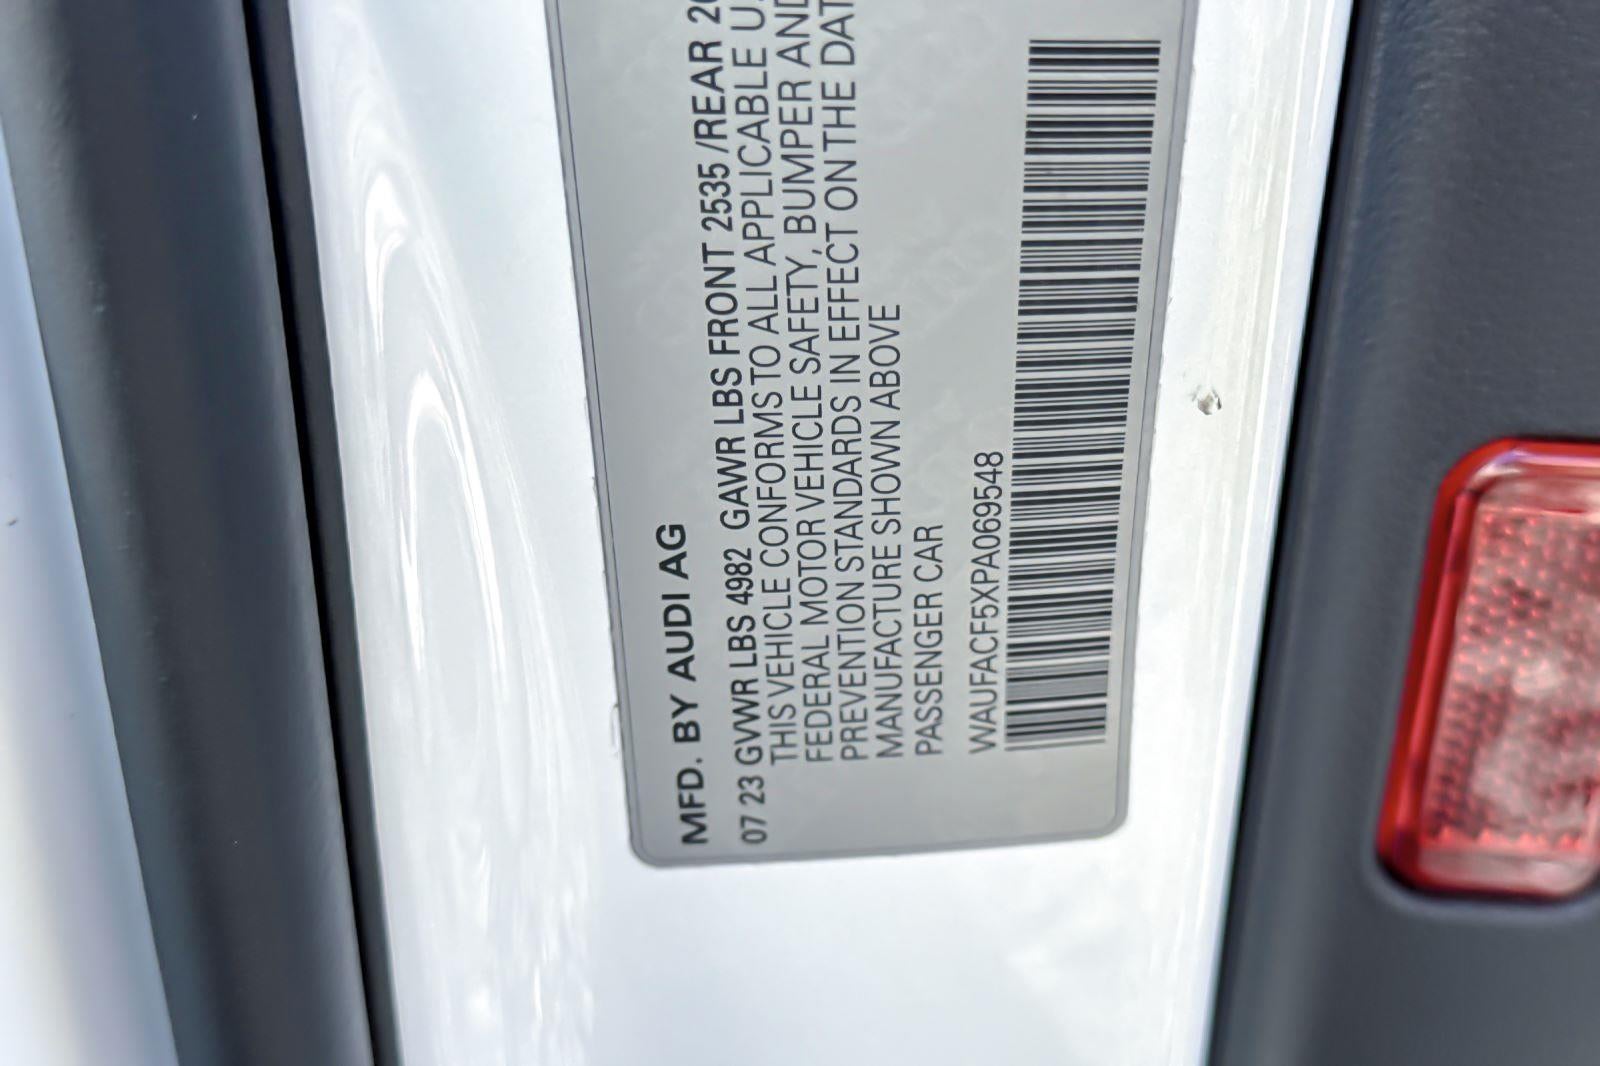 MFD. BY AUDI AG
07 23 GVWR LBS 4982 GAWR LBS FRONT 2535 /REAR
THIS VEHICLE CONFORMS TO ALL APPLICABLE
FEDERAL MOTOR VEHICLE SAFETY, BUMPER AND
PREVENTION STANDARDS IN EFFECT ON THE
MANUFACTURE SHOWN ABOVE
PASSENGER CAR
WAUFACF5XPA069548